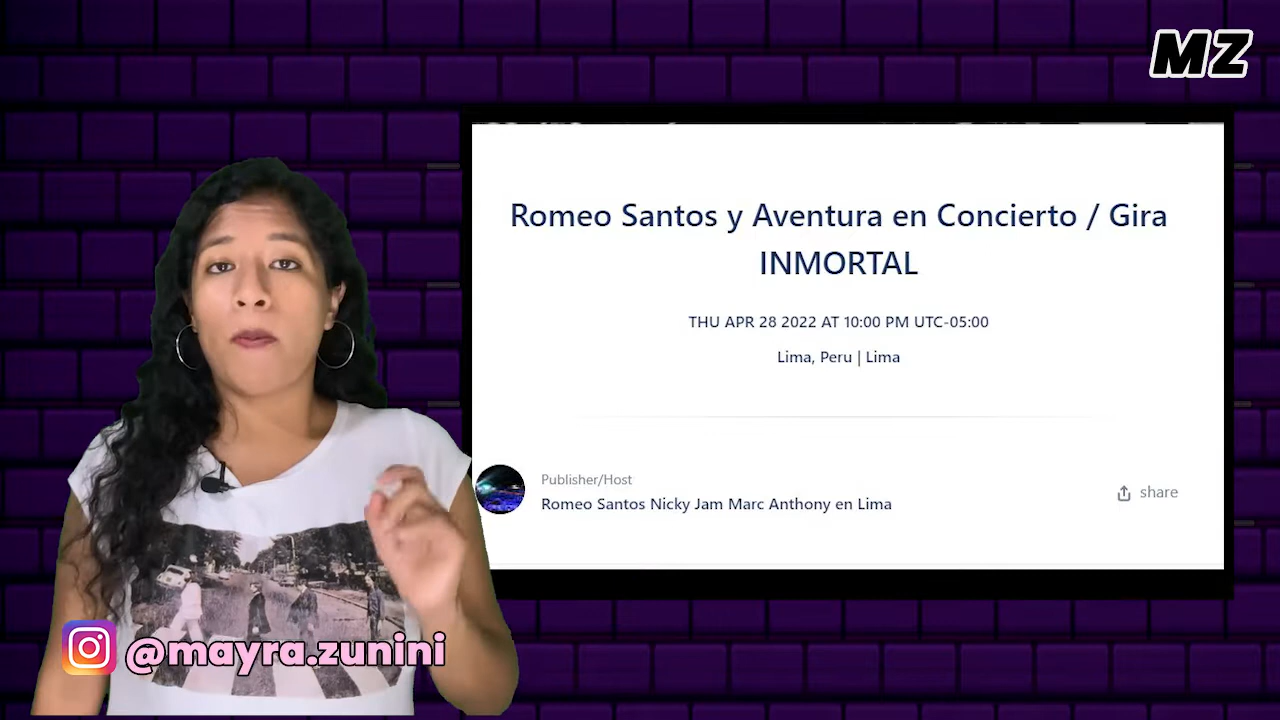 MZ
Romeo Santos y Aventura en Concierto / Gira
INMORTAL
THU APR 28 2022 AT 10:00 PM UTC-05:00
Lima, Peru | Lima
Publisher/Host
Romeo Santos Nicky Jam Marc Anthony en Lima
share
@mayra.zunini